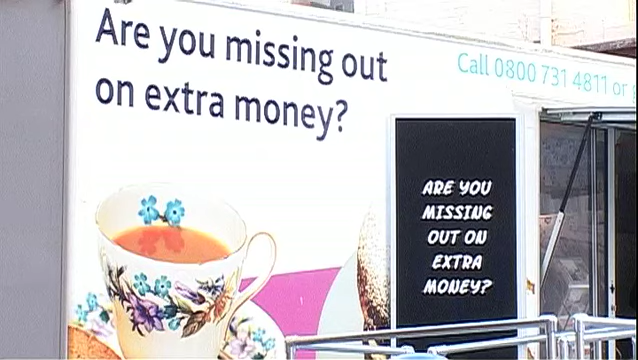 Are you missing out
on extra money?
Call 0800 731 4811 or
ARE YOU
MISSING
OUT ON
EXTRA
MONEY?